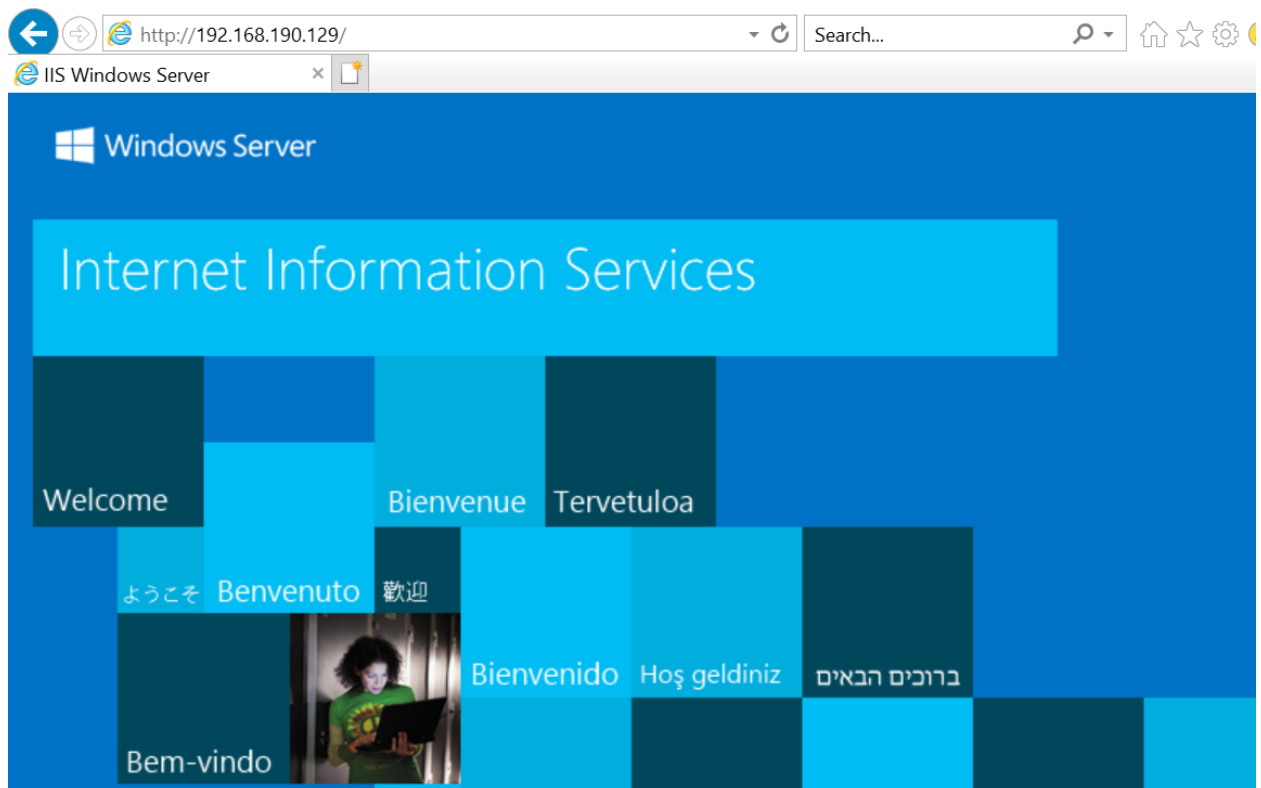 http://192.168.190.129/
Search...
IIS Windows Server
Windows Server
Internet Information Services
Welcome
Bienvenue
Tervetuloa
ようこそ
Benvenuto
歡迎
Bienvenido
Hoş geldiniz
ברוכים הבאים
Bem-vindo